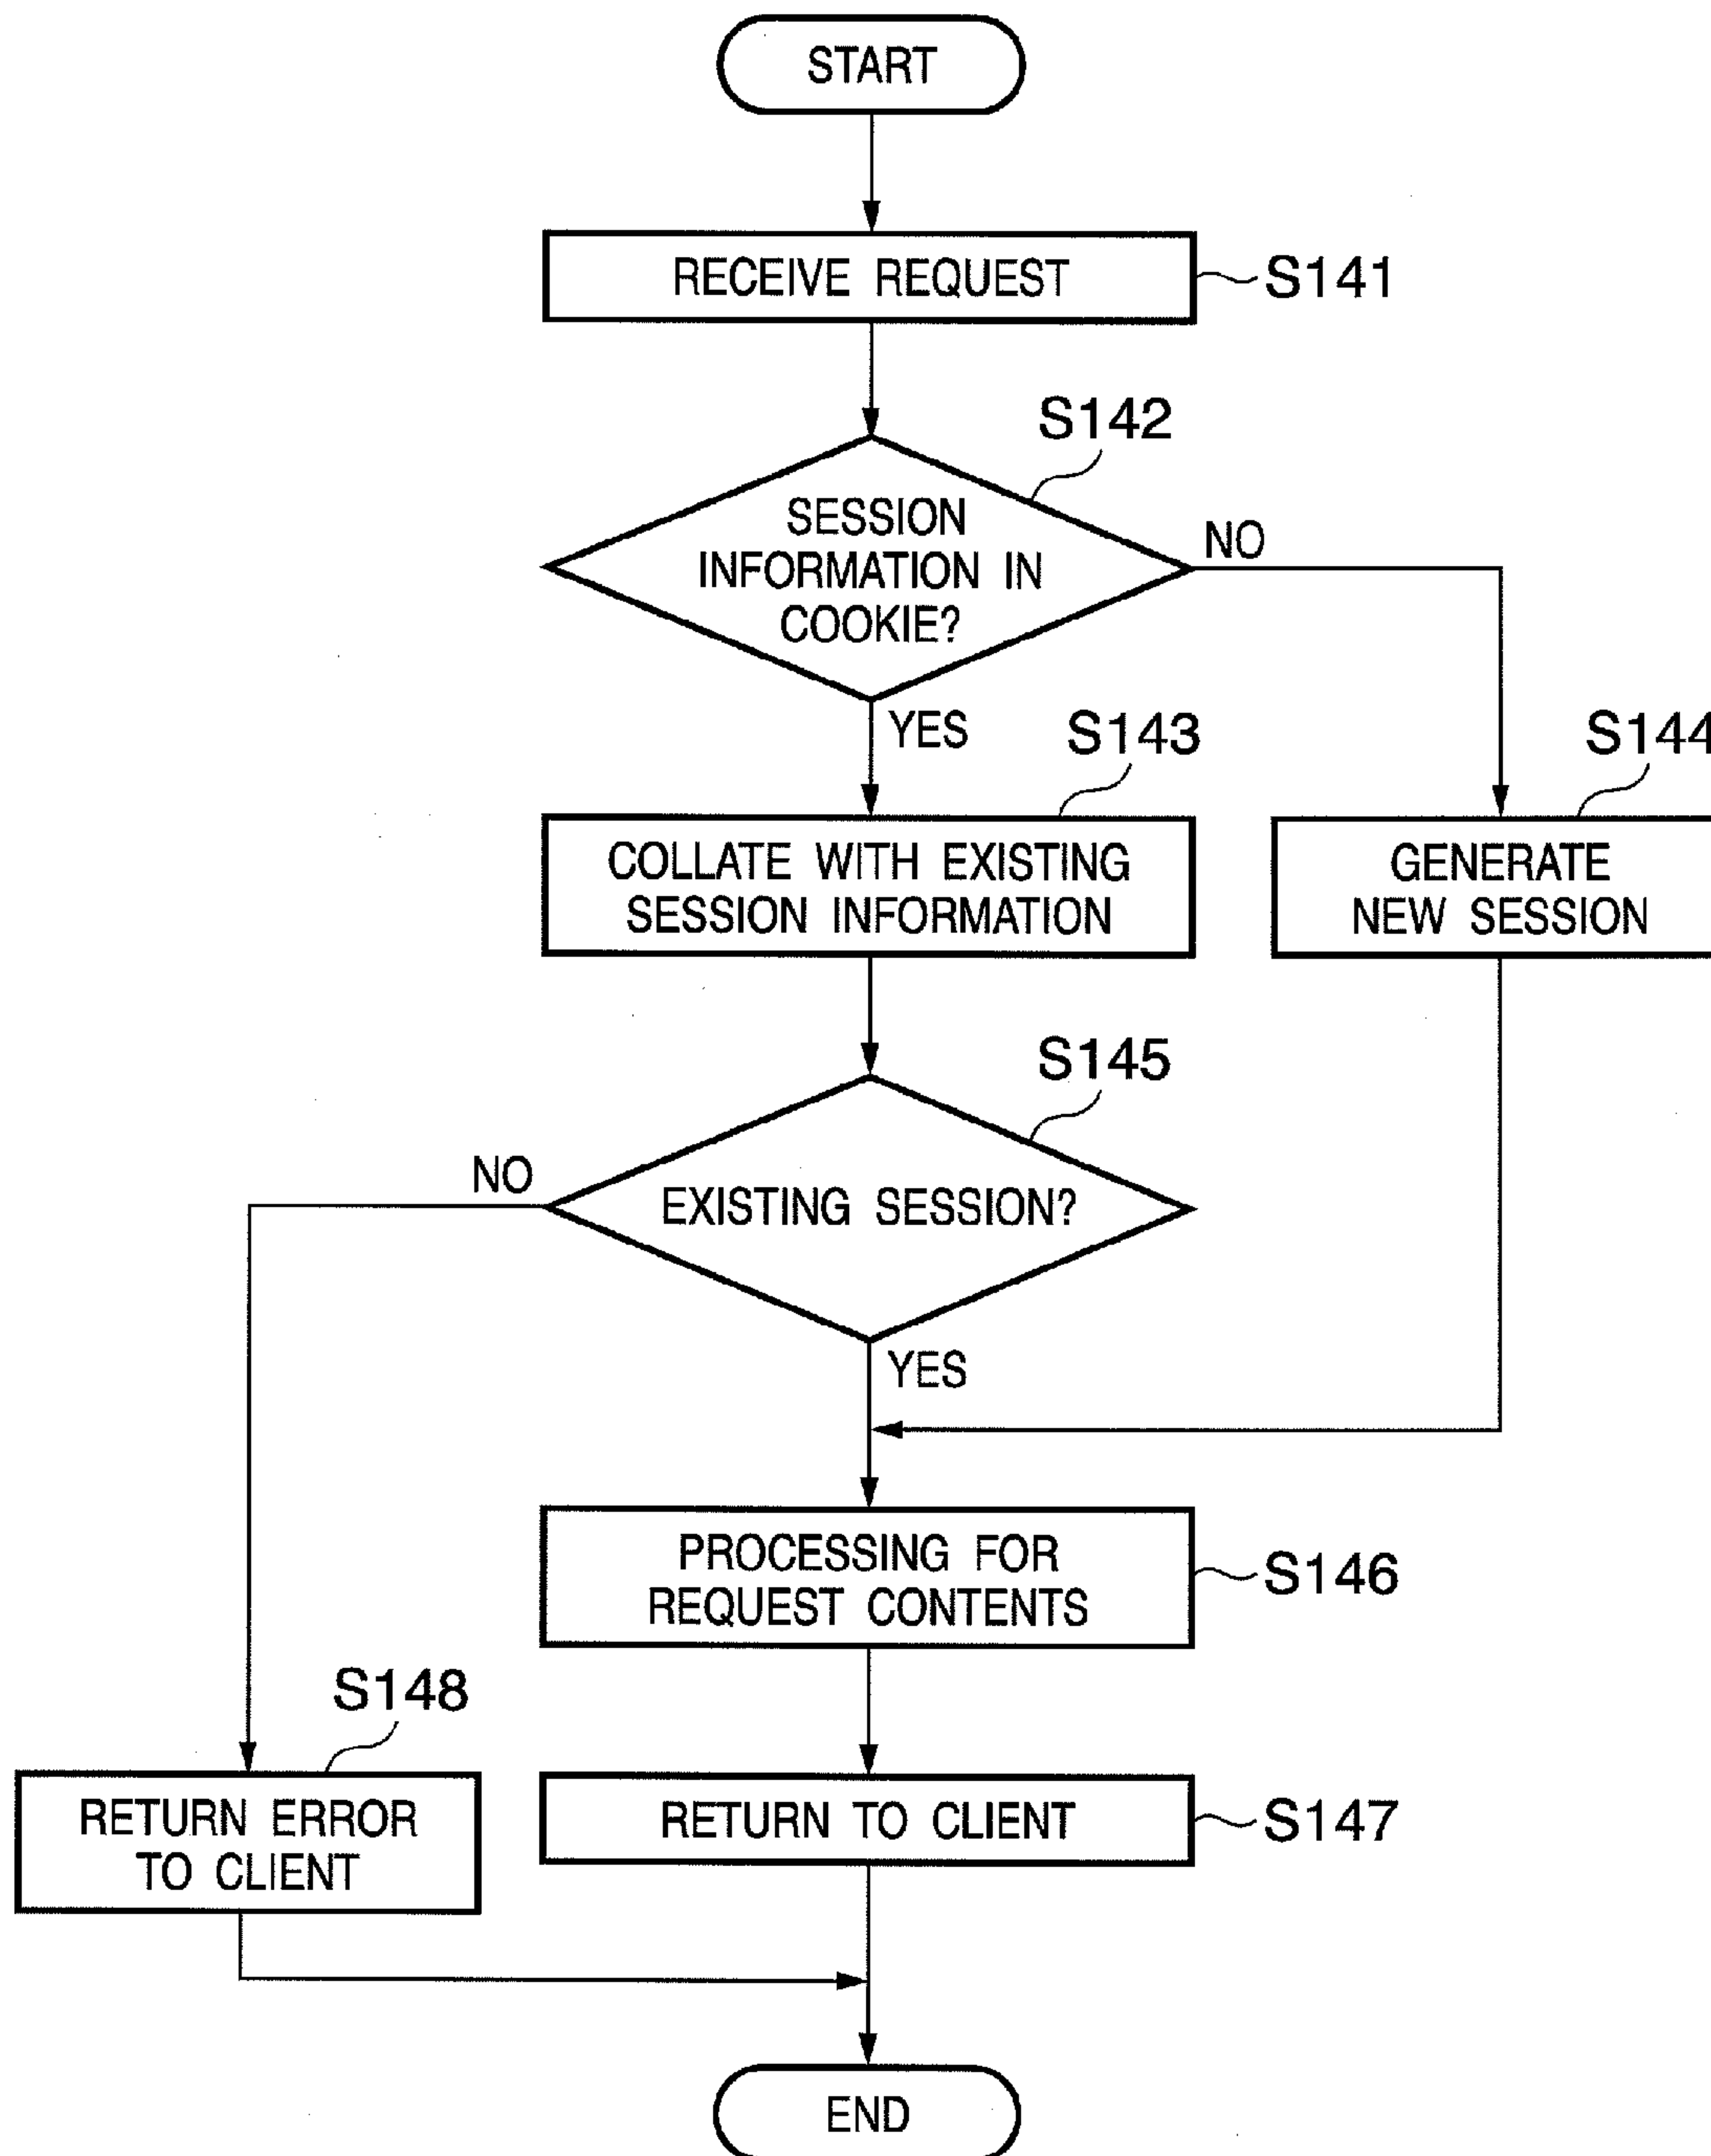 START
RECEIVE REQUEST
S141
S142
SESSION
INFORMATION IN
COOKIE?
NO
YES
S143
S144
COLLATE WITH EXISTING
SESSION INFORMATION
GENERATE
NEW SESSION
S145
NO
EXISTING SESSION?
YES
PROCESSING FOR
REQUEST CONTENTS
S146
S148
RETURN ERROR
TO CLIENT
RETURN TO CLIENT
S147
END